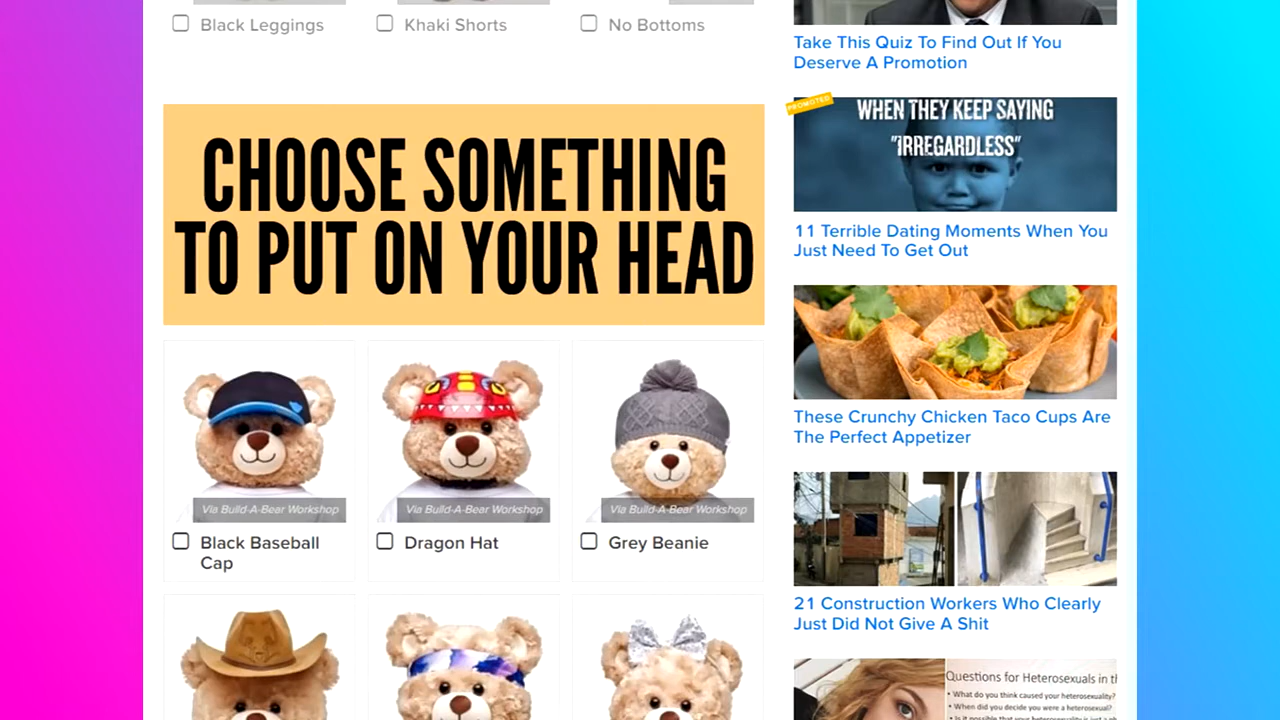 Black Leggings
Khaki Shorts
No Bottoms
CHOOSE SOMETHING
TO PUT ON YOUR HEAD
Via Build-A-Bear Workshop
Via Build-A-Bear Workshop
Via Build-A-Bear Workshop
Black Baseball
Cap
Dragon Hat
Grey Beanie
Take This Quiz To Find Out If You
Deserve A Promotion
PROMOTED
WHEN THEY KEEP SAYING
"IRREGARDLESS"
11 Terrible Dating Moments When You
Just Need To Get Out
These Crunchy Chicken Taco Cups Are
The Perfect Appetizer
21 Construction Workers Who Clearly
Just Did Not Give A Shit
Questions for Heterosexuals in
• What do you think caused your heterosexuality?
• When did you decide you were a heterosexual?